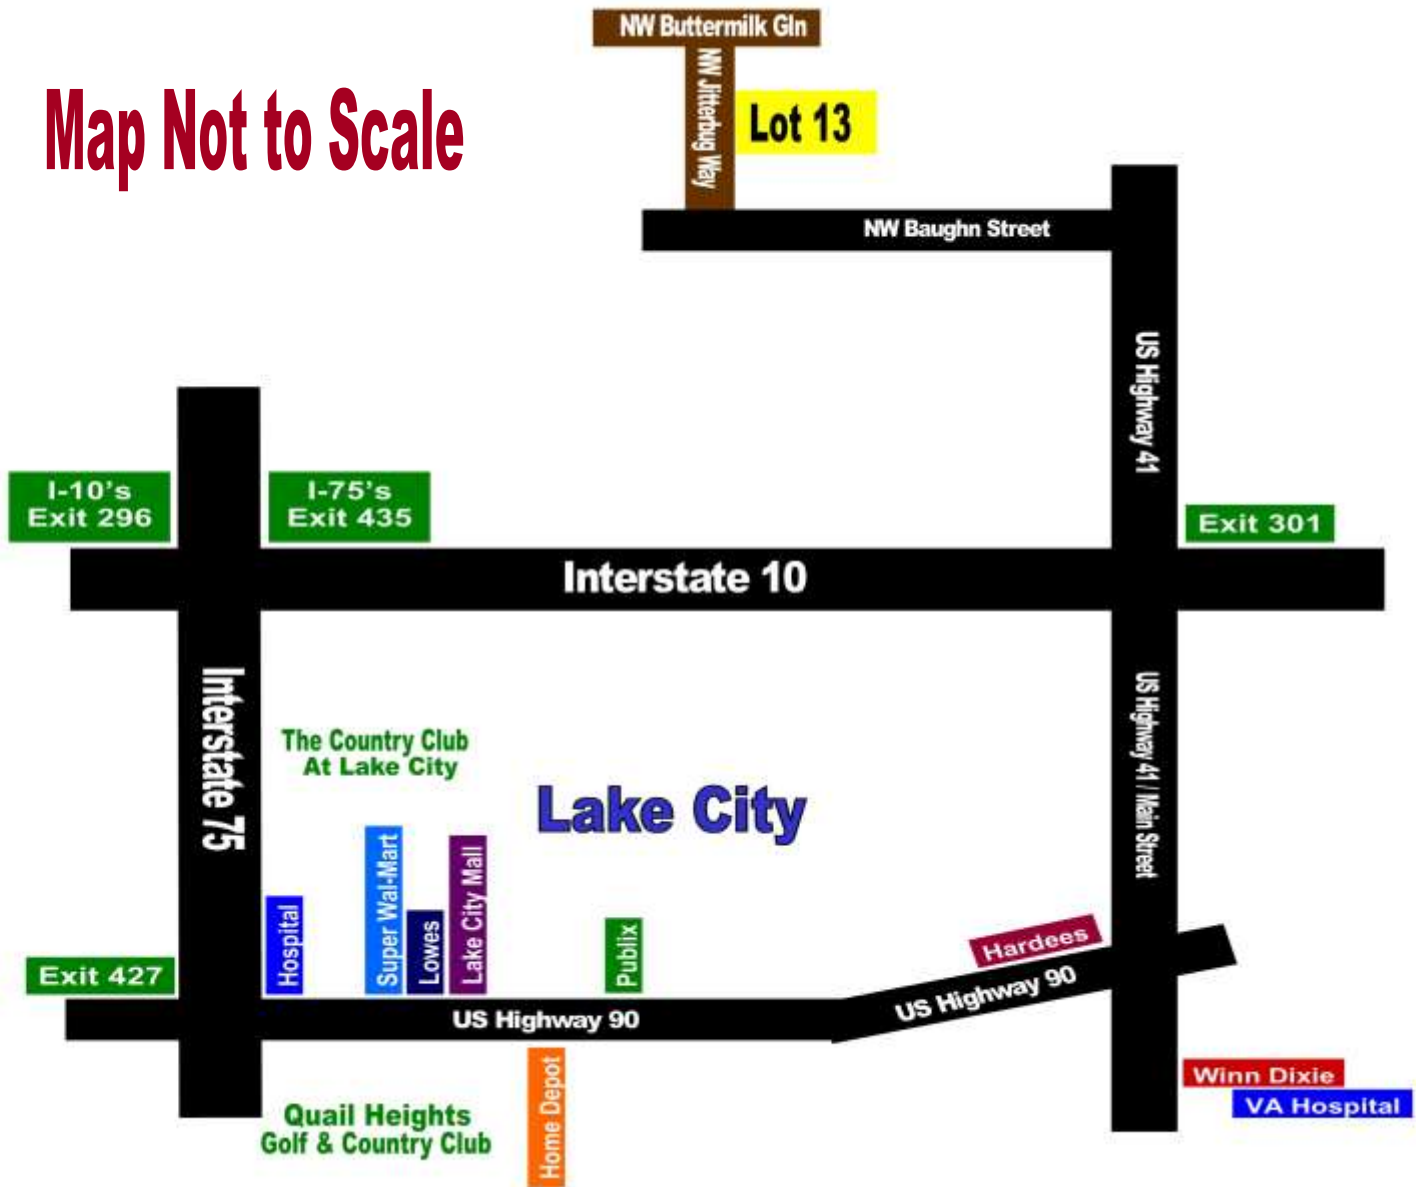 NW Buttermilk Gln
Map Not to Scale
NW Jitterbug Way
Lot 13
NW Baughn Street
US Highway 41
I-10's
Exit 296
I-75's
Exit 435
Exit 301
Interstate 10
Interstate 75
US Highway 41 / Main Street
The Country Club
At Lake City
Lake City
Hospital
Super Wal-Mart
Lowes
Lake City Mall
Publix
Hardees
Exit 427
US Highway 90
US Highway 90
Home Depot
Quail Heights
Golf & Country Club
Winn Dixie
VA Hospital